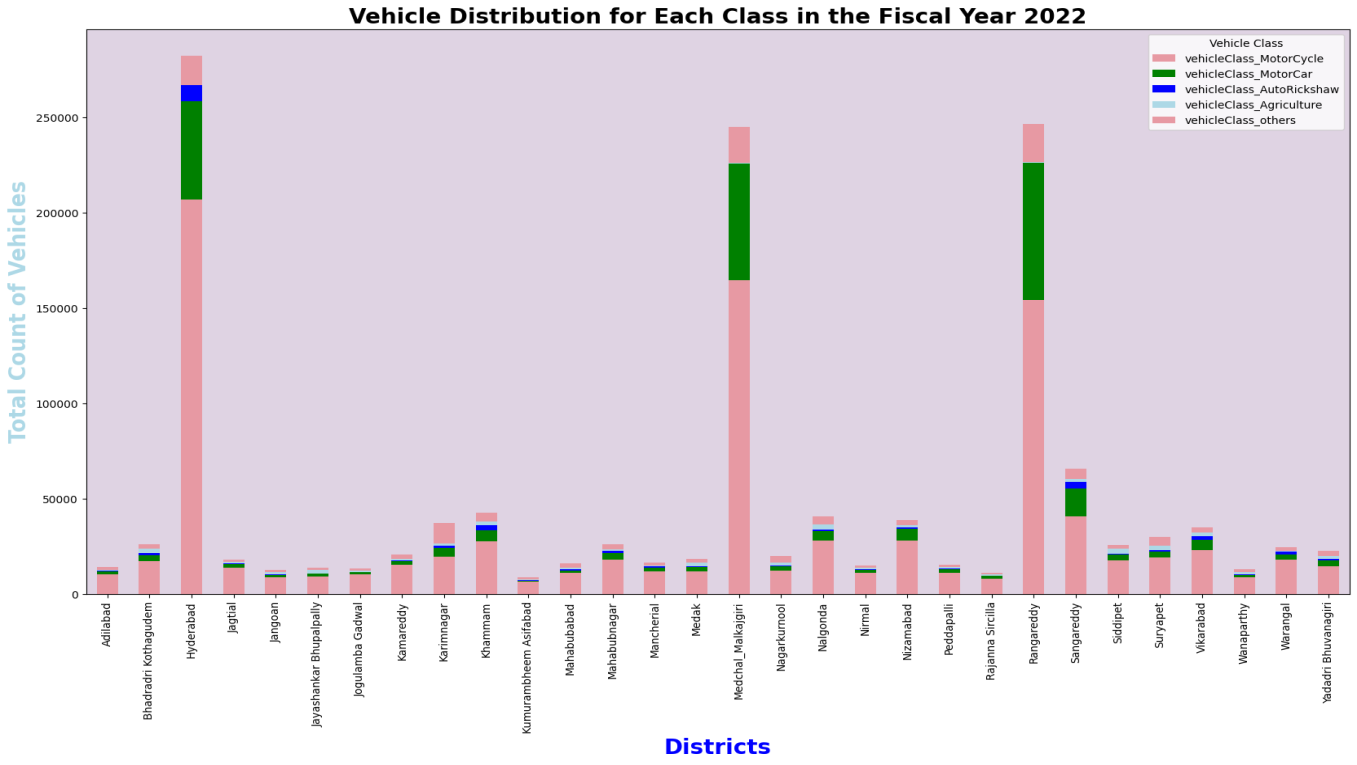 Vehicle Distribution for Each Class in the Fiscal Year 2022
Vehicle Class
vehicleClass_MotorCycle
vehicleClass_MotorCar
vehicleClass_AutoRickshaw
vehicleClass_Agriculture
vehicleClass_others
Total Count of Vehicles
250000
200000
150000
100000
50000
0
Adilabad
Bhadradri Kothagudem
Hyderabad
Jagtial
Jangoan
Jayashankar Bhupalpally
Jogulamba Gadwal
Kamareddy
Karimnagar
Khammam
Kumurambheem Asifabad
Mahabubabad
Mahabubnagar
Mancherial
Medak
Medchal_Malkajgiri
Nagarkurnool
Nalgonda
Nirmal
Nizamabad
Peddapalli
Rajanna Sircilla
Rangareddy
Sangareddy
Siddipet
Suryapet
Vikarabad
Wanaparthy
Warangal
Yadadri Bhuvanagiri
Districts